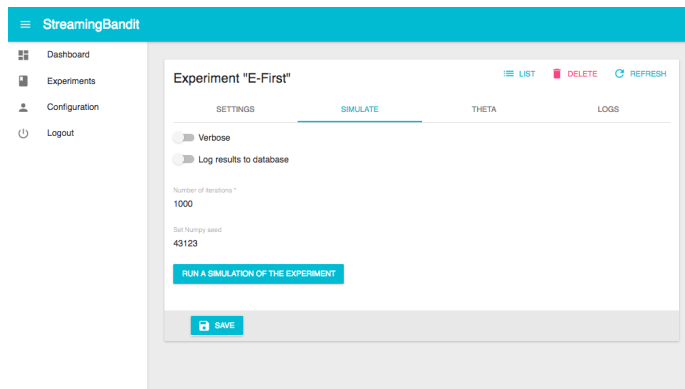 StreamingBandit
Dashboard
Experiments
Configuration
Logout
Experiment "E-First"
LIST DELETE REFRESH
SETTINGS SIMULATE THETA LOGS
Verbose
Log results to database
Number of Iterations *
1000
Set Numpy seed
43123
RUN A SIMULATION OF THE EXPERIMENT
SAVE